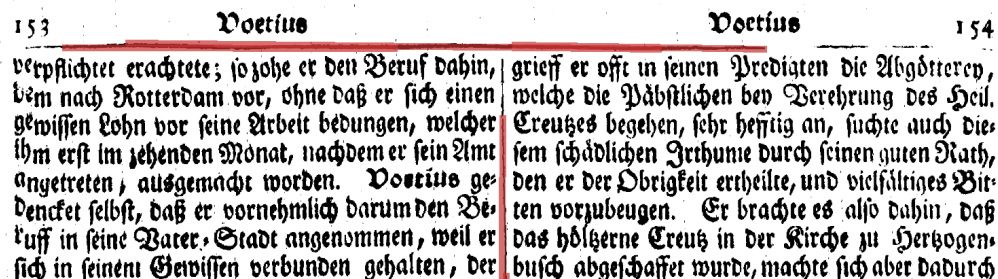 153 Voetius
verpflichtet erachtete; so zohe er den Beruf dahin,
dem nach Rotterdam vor, ohne daß er sich einen
gewissen Lohn vor seine Arbeit bedungen, welcher
ihm erst im zehenden Monat, nachdem er sein Amt
angetreten, ausgemacht worden. Voetius ge-
dencket selbst, daß er vornehmlich darum den Be-
ruff in seine Vater-Stadt angenommen, weil er
sich in seinem Gewissen verbunden gehalten, der
Voetius 154
grieff er offt in seinen Predigten die Abgötterey,
welche die Päbstlichen bey Verehrung des Heil.
Creutzes begehen, sehr hefftig an, suchte auch die-
sem schädlichen Irthume durch seinen guten Rath,
den er der Obrigkeit ertheilte, und vielfältiges Bit-
ten vorzubeugen. Er brachte es also dahin, daß
das höltzerne Creutz in der Kirche zu Hertzogen-
busch abgeschaffet wurde, machte sich aber dadurch